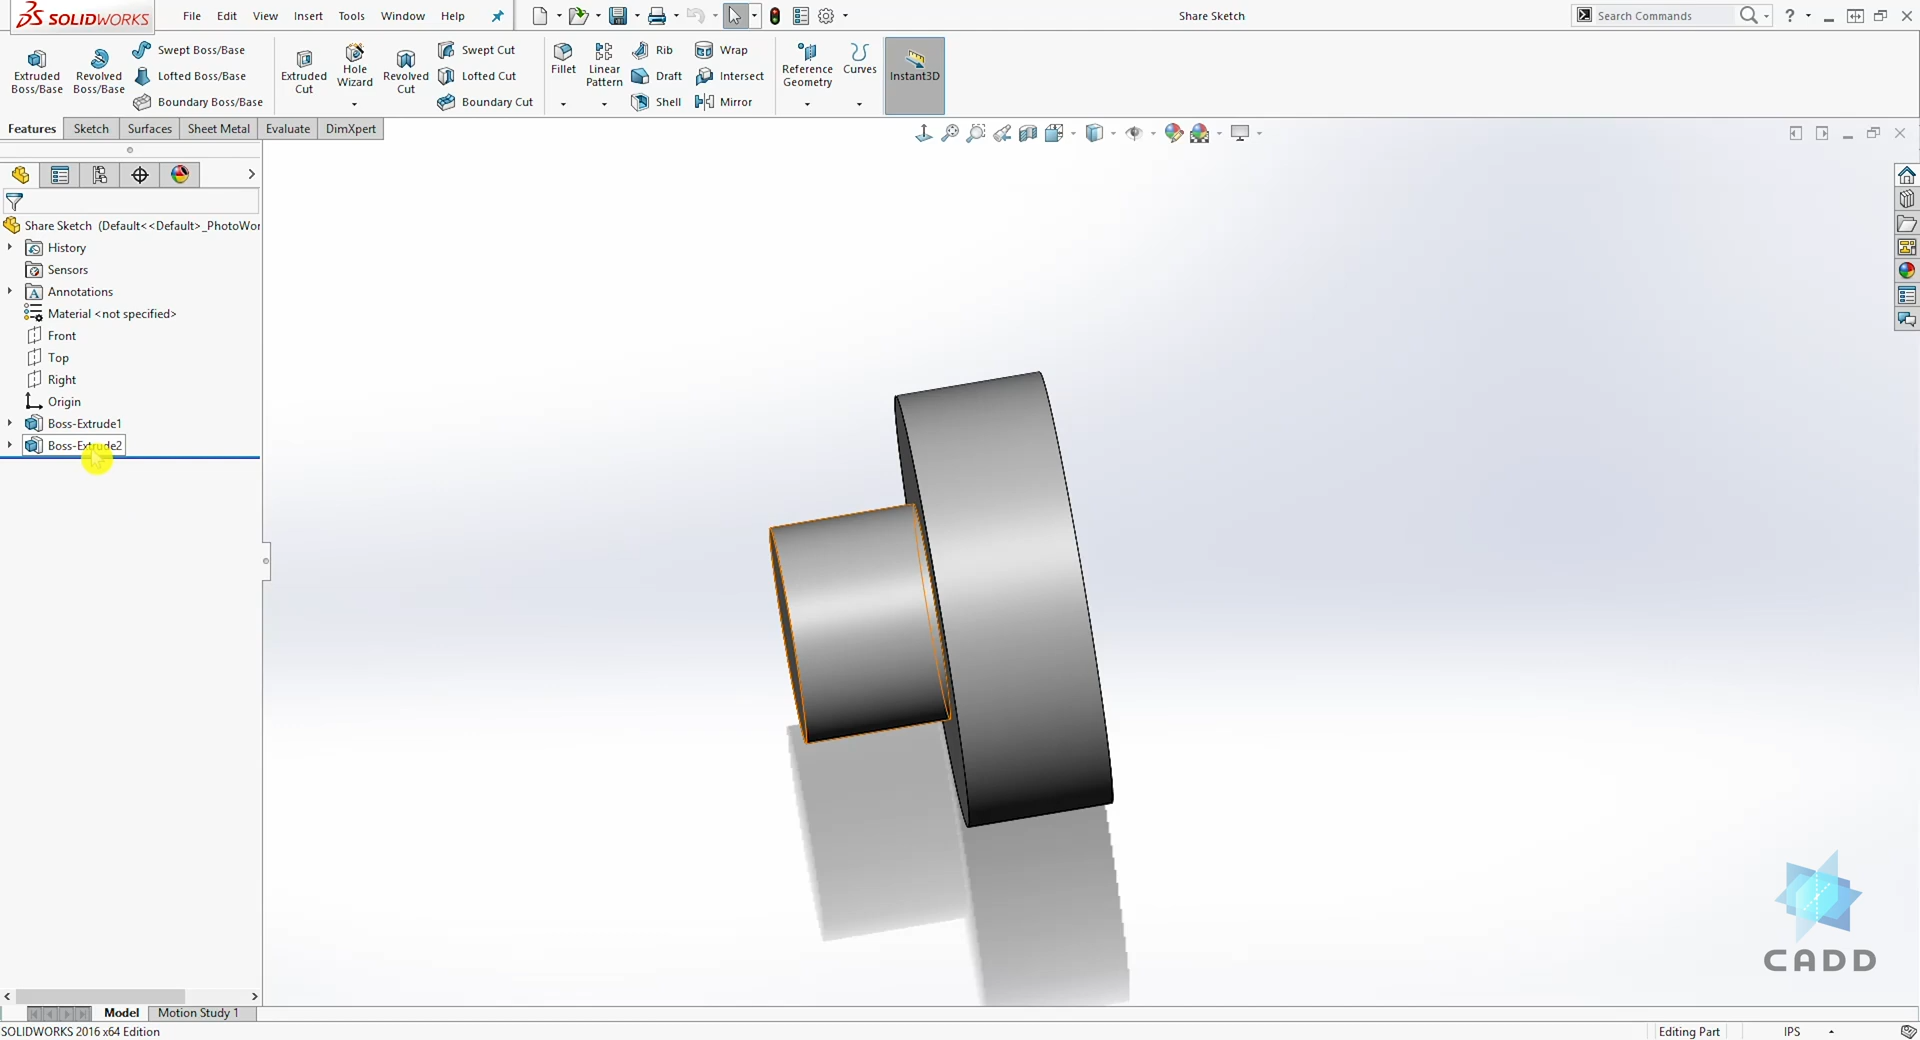 SOLIDWORKS
File Edit View Insert Tools Window Help
Share Sketch
Search Commands
Extruded Boss/Base
Revolved Boss/Base
Swept Boss/Base
Lofted Boss/Base
Boundary Boss/Base
Extruded Cut
Hole Wizard
Revolved Cut
Swept Cut
Lofted Cut
Boundary Cut
Fillet
Linear Pattern
Rib
Draft
Shell
Wrap
Intersect
Mirror
Reference Geometry
Curves
Instant3D
Features Sketch Surfaces Sheet Metal Evaluate DimXpert
Share Sketch (Default<<Default>_PhotoWor
History
Sensors
Annotations
Material <not specified>
Front
Top
Right
Origin
Boss-Extrude1
Boss-Extrude2
CADD
Model Motion Study 1
SOLIDWORKS 2016 x64 Edition
Editing Part
IPS